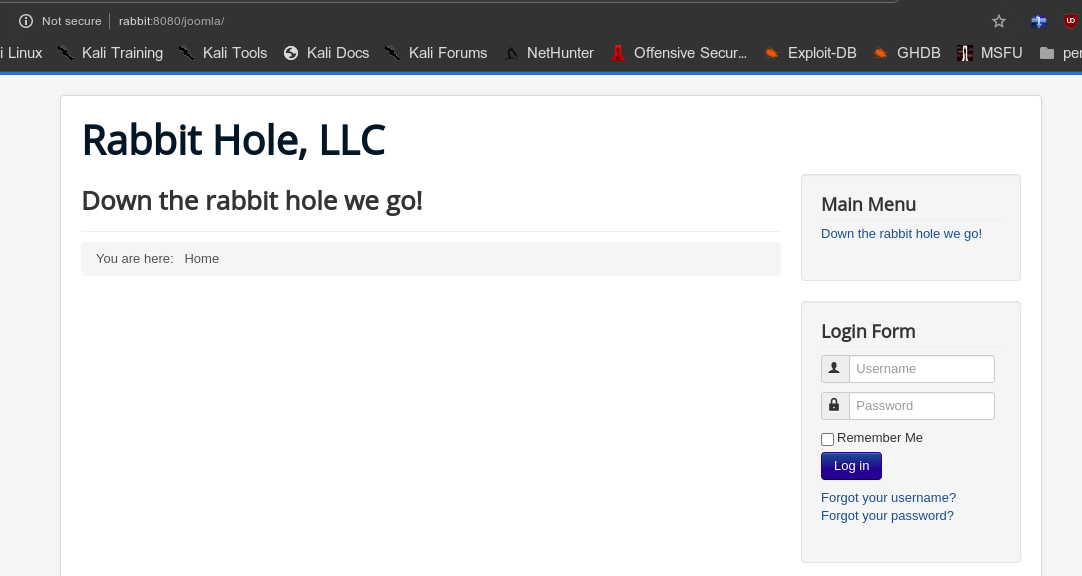 Not secure rabbit:8080/joomla/
i Linux Kali Training Kali Tools Kali Docs Kali Forums NetHunter Offensive Secur... Exploit-DB GHDB MSFU per
Rabbit Hole, LLC
Down the rabbit hole we go!
You are here: Home
Main Menu
Down the rabbit hole we go!
Login Form
Username
Password
Remember Me
Log in
Forgot your username?
Forgot your password?